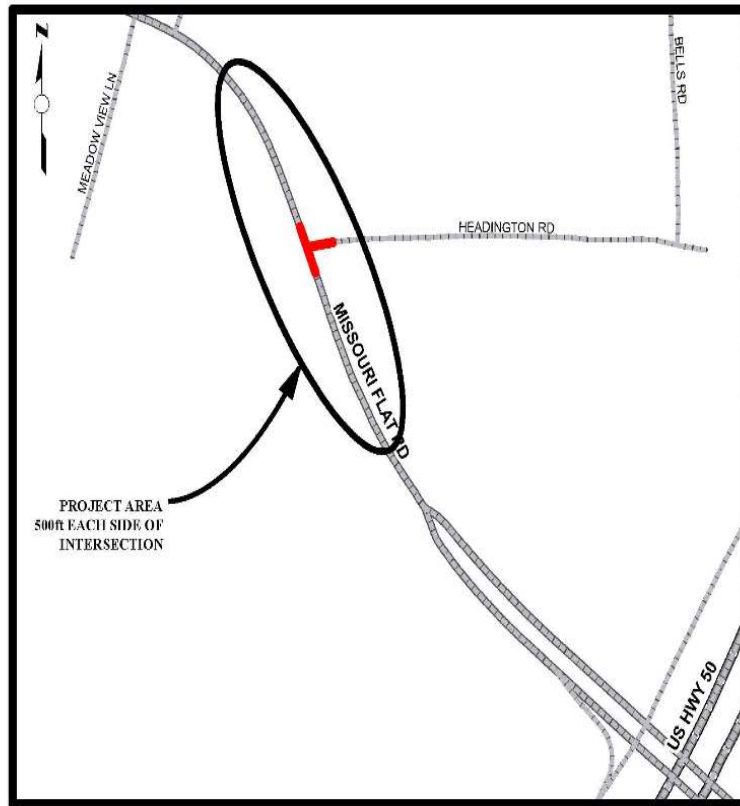 N
MEADOW VIEW LN
BELLS RD
HEADINGTON RD
MISSOURI FLAT RD
PROJECT AREA
500ft EACH SIDE OF
INTERSECTION
US HWY 50